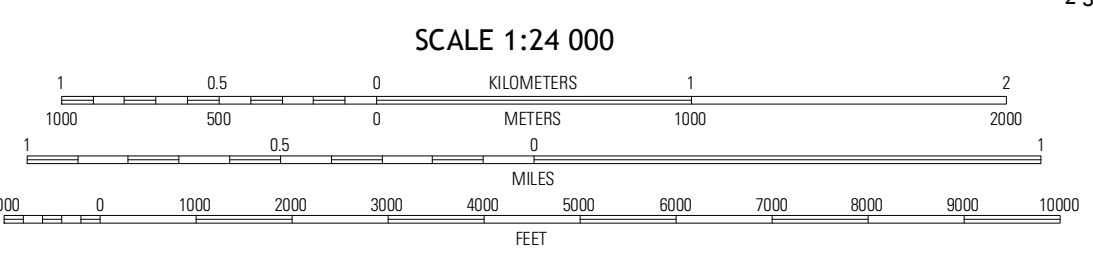 SCALE 1:24 000
1 0.5 0 KILOMETERS 1 2
1000 500 0 METERS 1000 2000
1 0.5 0 1
MILES
0 1000 2000 3000 4000 5000 6000 7000 8000 9000 10000
FEET